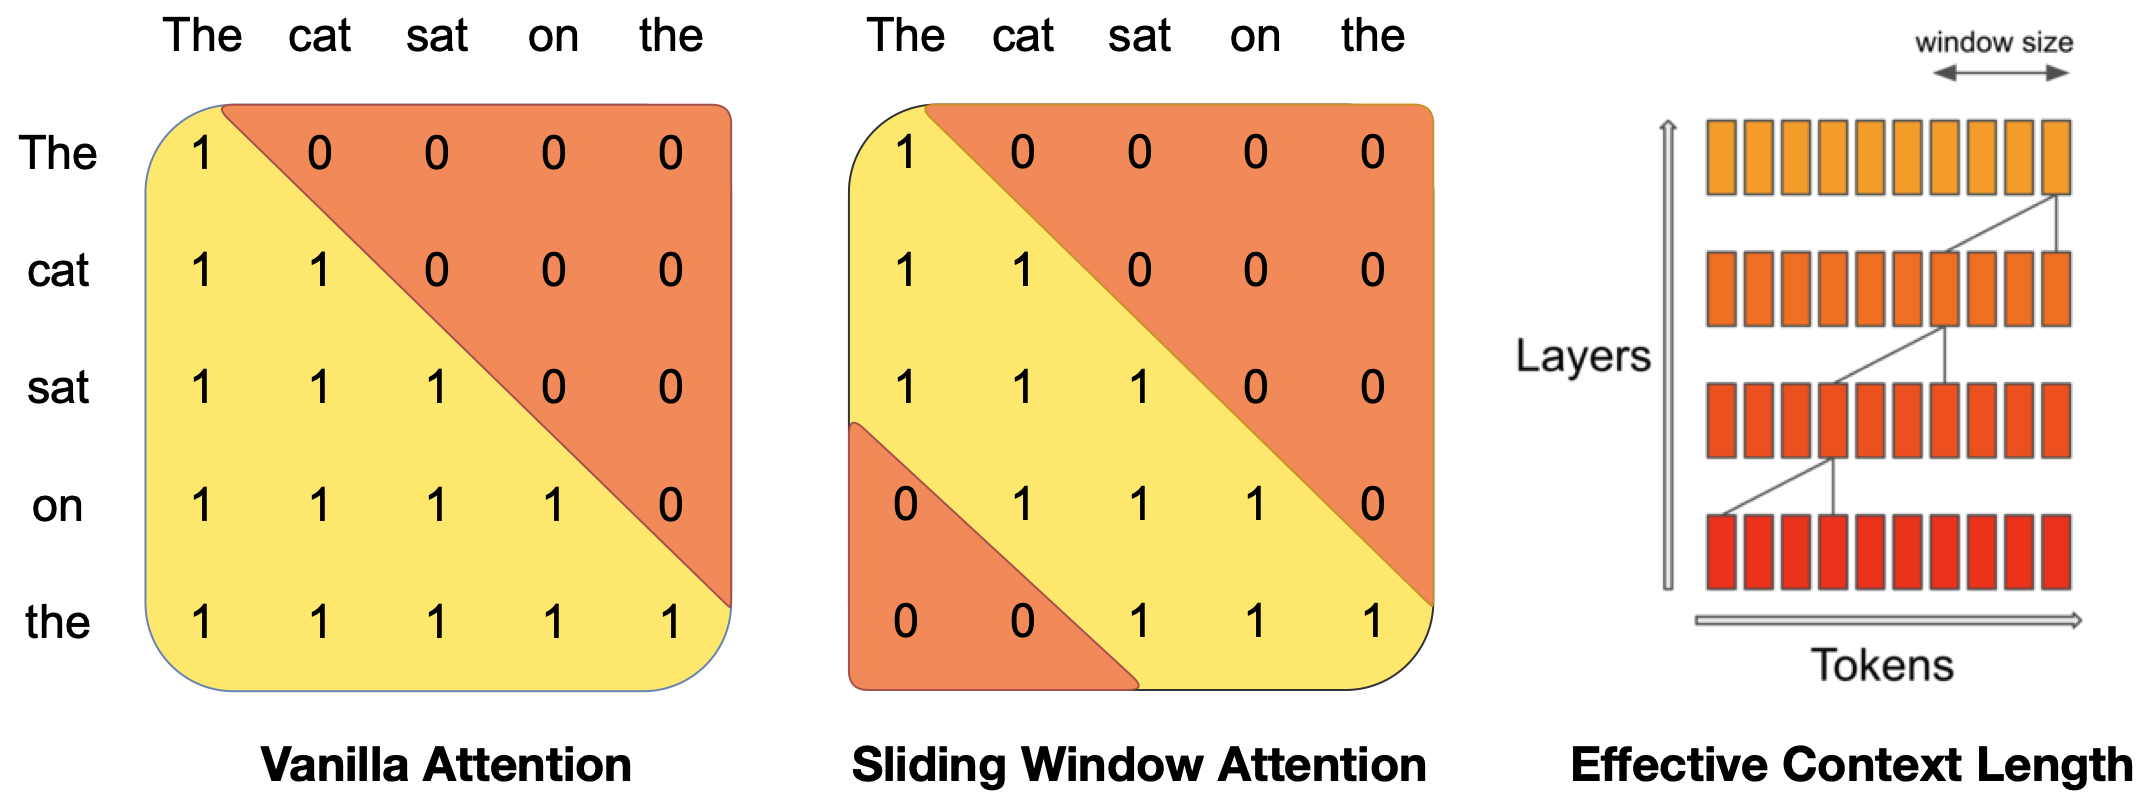 The cat sat on the
The 1 0 0 0 0
cat 1 1 0 0 0
sat 1 1 1 0 0
on 1 1 1 1 0
the 1 1 1 1 1
Vanilla Attention
The cat sat on the
1 0 0 0 0
1 1 0 0 0
1 1 1 0 0
0 1 1 1 0
0 0 1 1 1
Sliding Window Attention
window size
Layers
Tokens
Effective Context Length